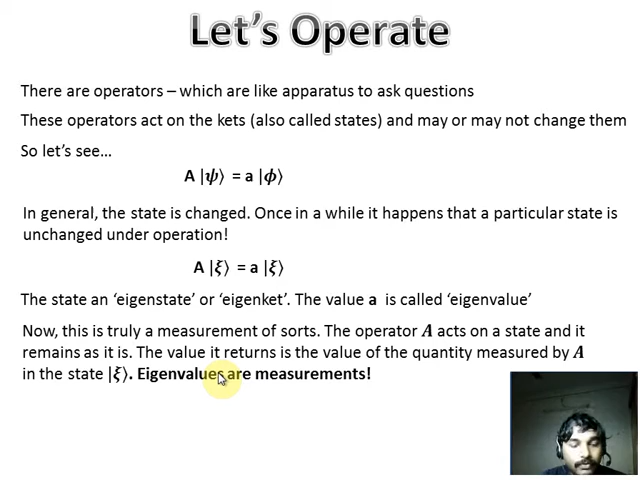 Let's Operate
There are operators – which are like apparatus to ask questions
These operators act on the kets (also called states) and may or may not change them
So let's see…
A |ψ⟩ = a |ϕ⟩
In general, the state is changed. Once in a while it happens that a particular state is
unchanged under operation!
A |ξ⟩ = a |ξ⟩
The state an 'eigenstate' or 'eigenket'. The value a is called 'eigenvalue'
Now, this is truly a measurement of sorts. The operator A acts on a state and it
remains as it is. The value it returns is the value of the quantity measured by A
in the state |ξ⟩. Eigenvalues are measurements!